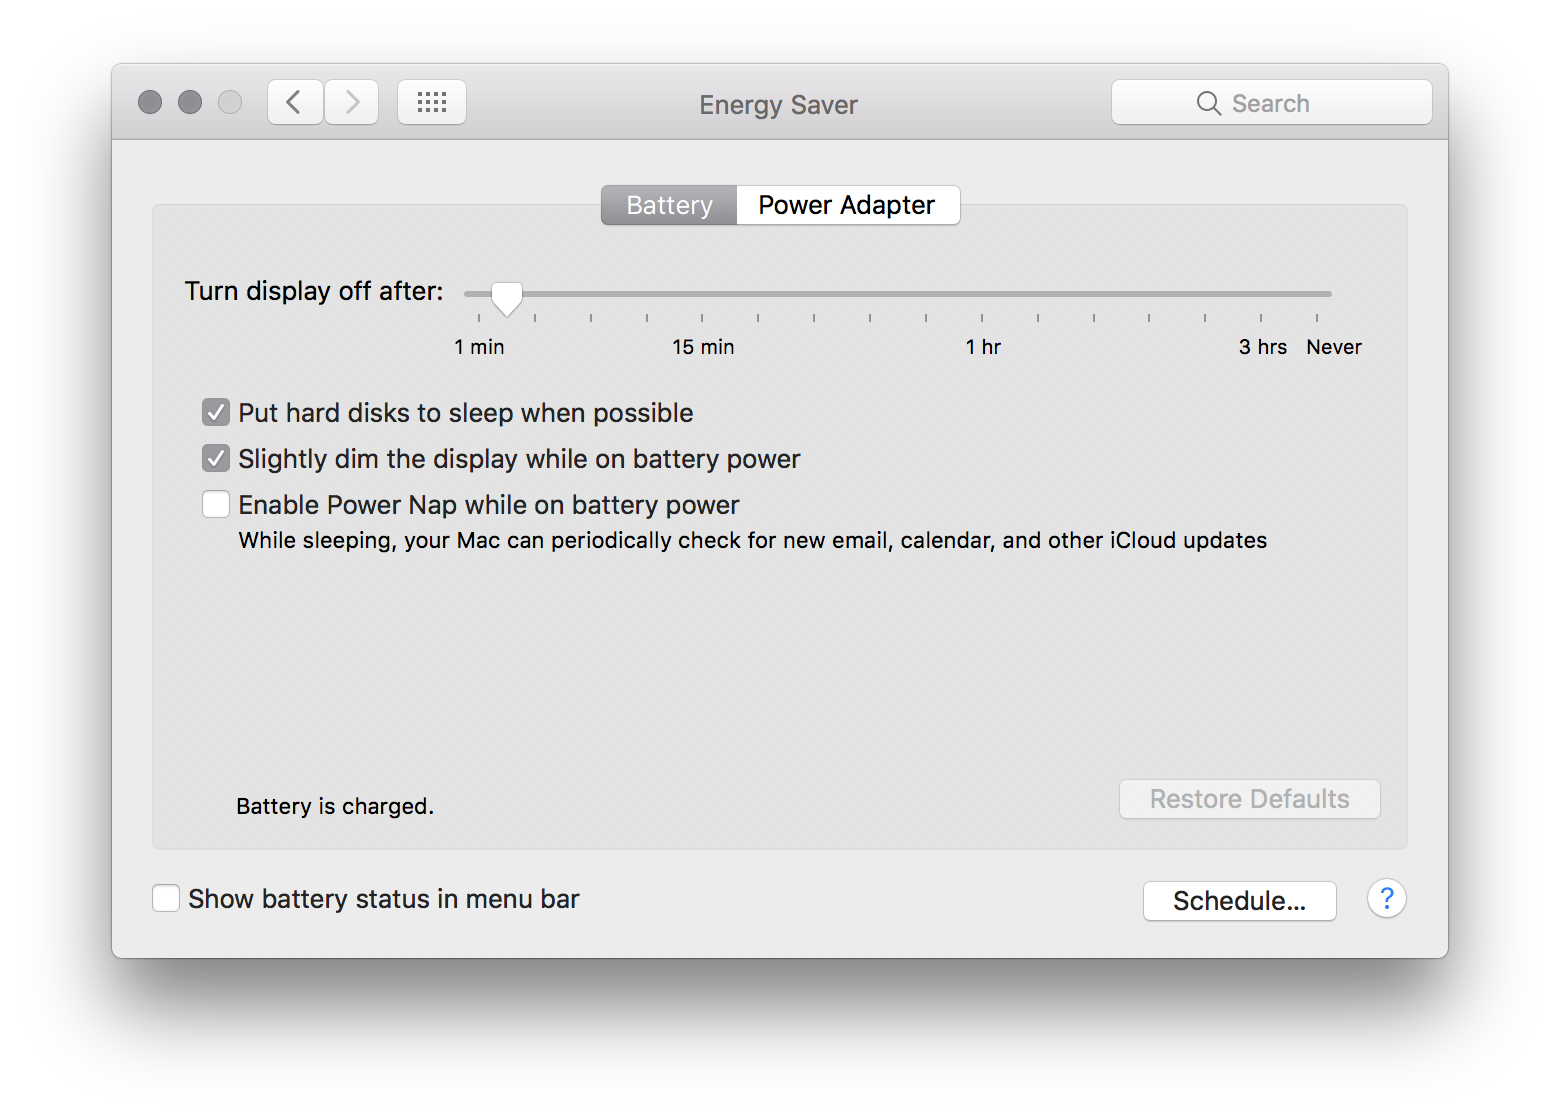 Energy Saver
Search
Battery
Power Adapter
Turn display off after:
1 min
15 min
1 hr
3 hrs
Never
Put hard disks to sleep when possible
Slightly dim the display while on battery power
Enable Power Nap while on battery power
While sleeping, your Mac can periodically check for new email, calendar, and other iCloud updates
Battery is charged.
Restore Defaults
Show battery status in menu bar
Schedule...
?